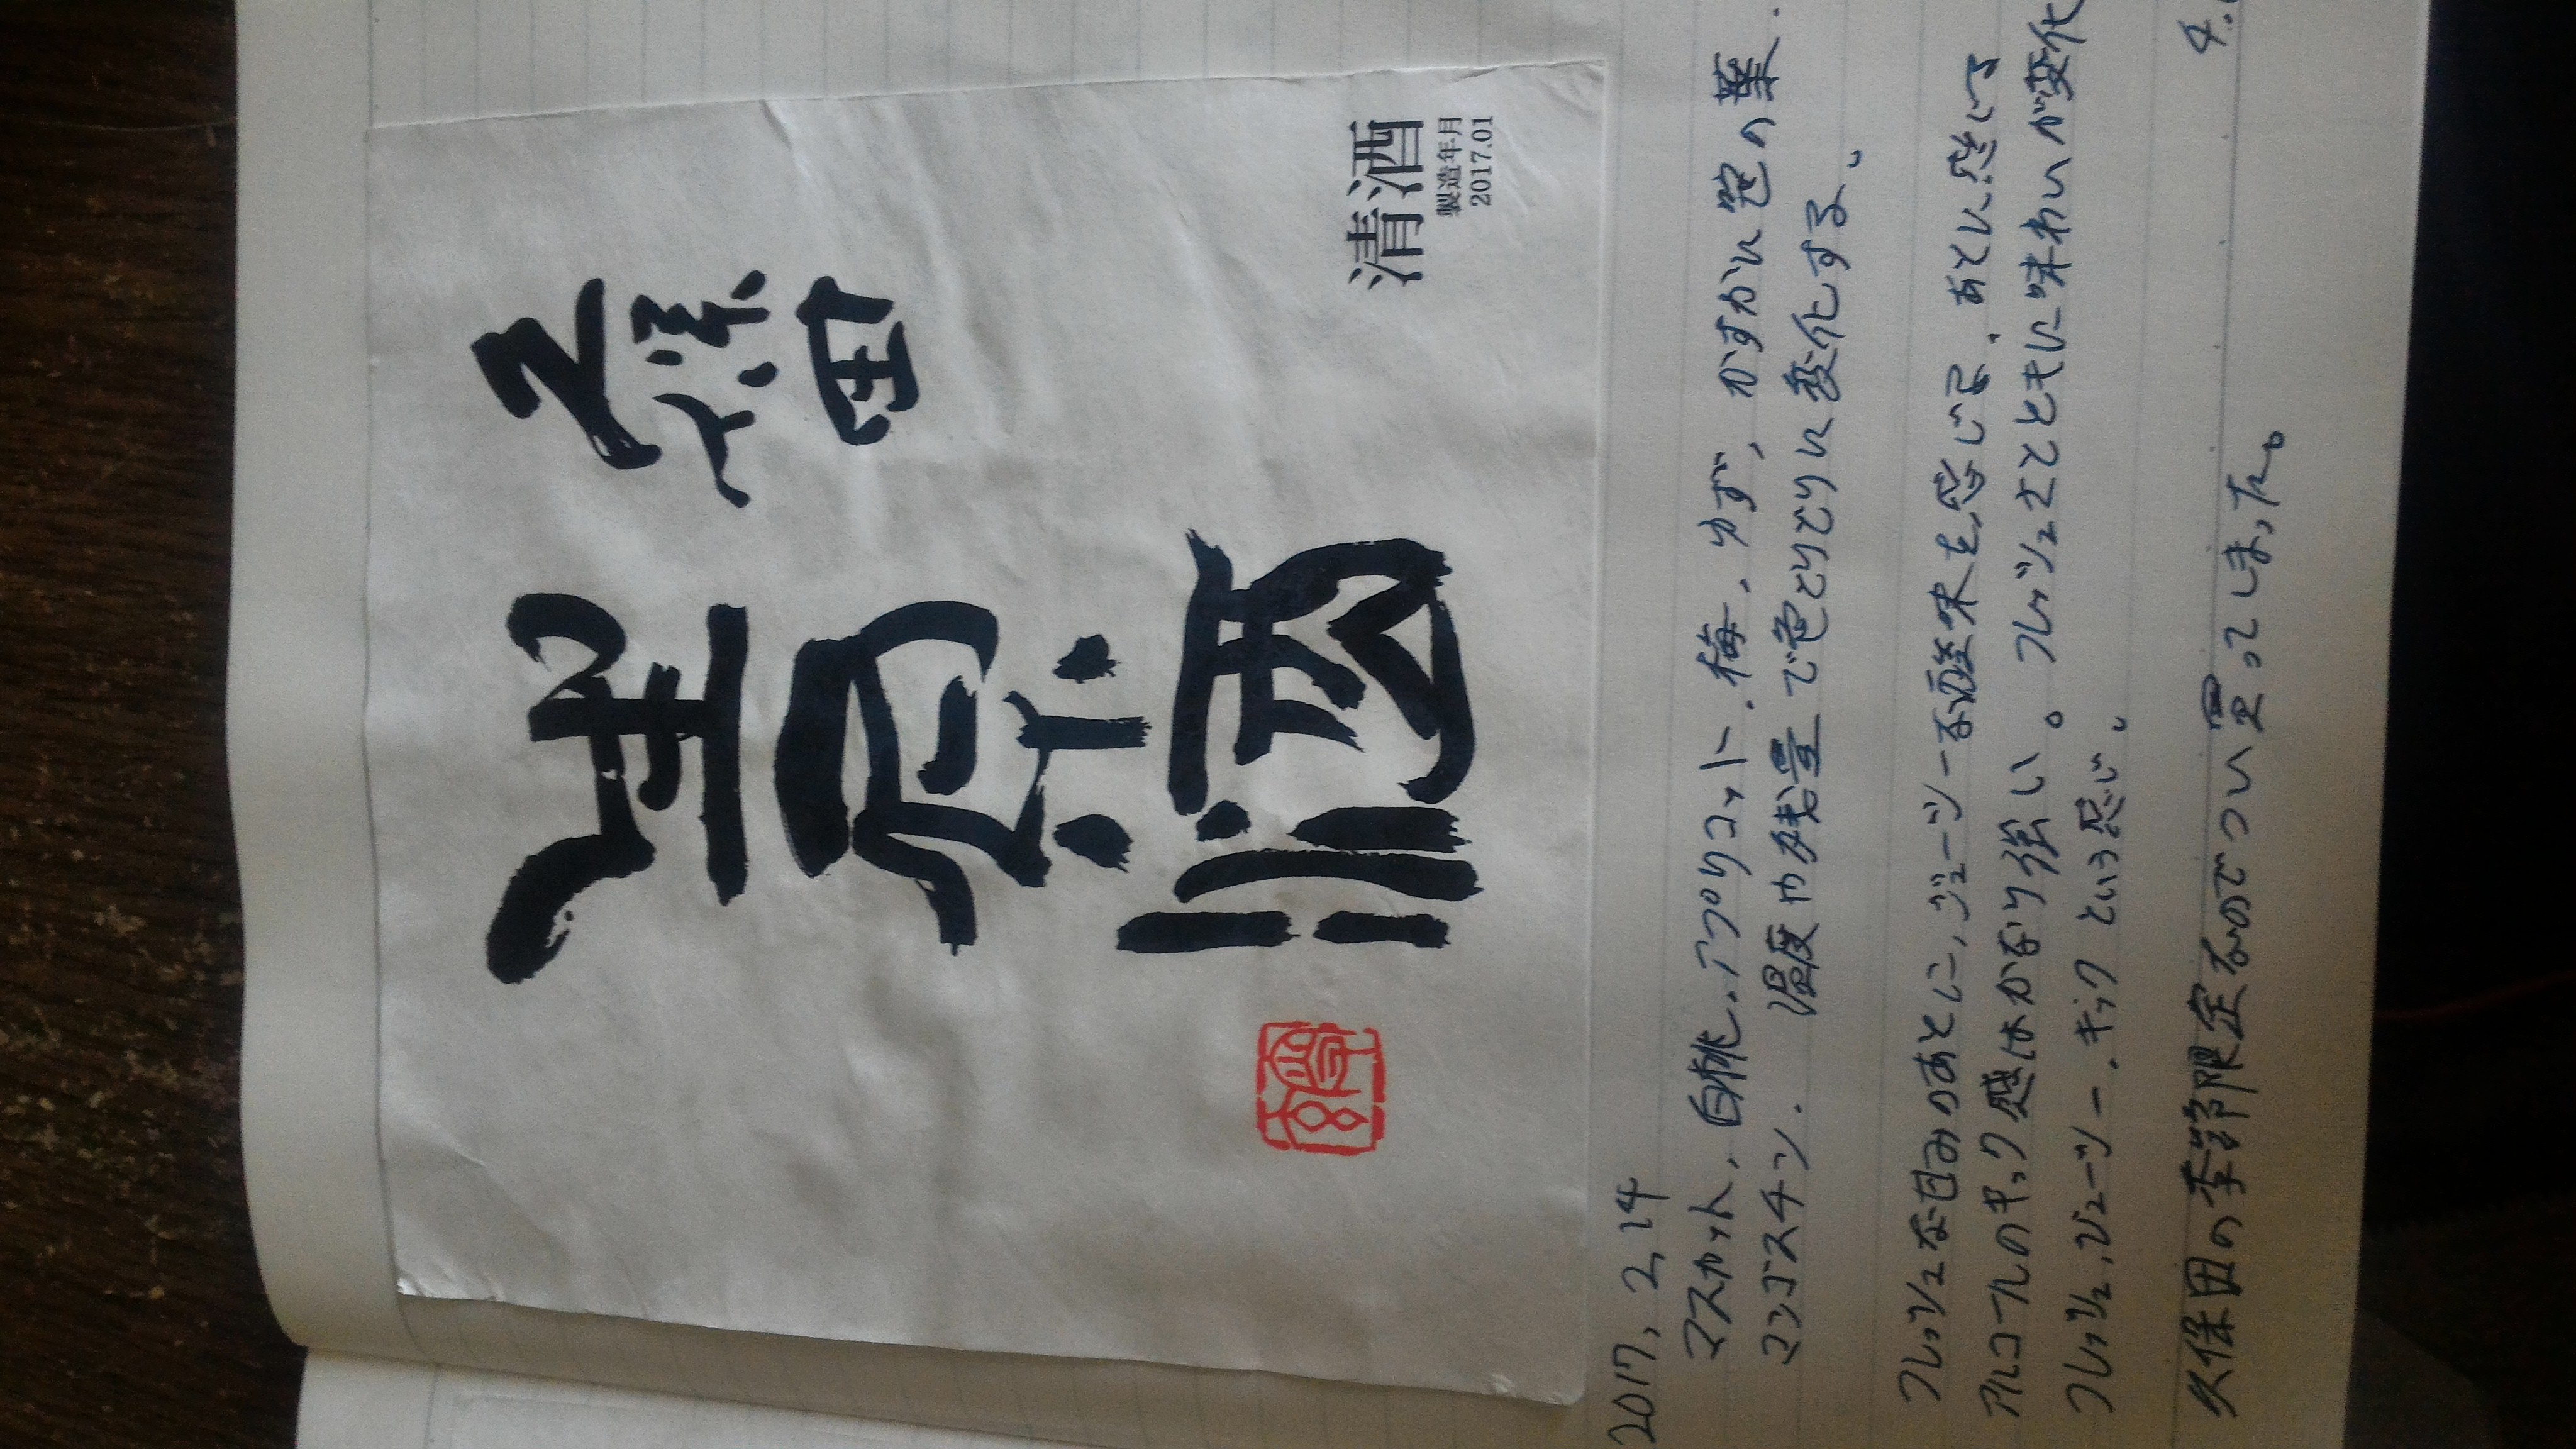 久保田
生原酒
清酒
製造年月
2017.01
2017, 2, 14
マスカット, 白桃, アプリコット, 梅, ゆず, かすかに笹の葉.
マンゴスチン. 温度や残量で色とりどりに変化する。
フレッシュな甘みのあとに, ジューシーな酸味を感じる, あとに感じる
アルコールのキック感はかなり強い。フレッシュさとともに味わいが変化
フレッシュ, ジューシー, キック という感じ。
久保田の季節限定なのでつい買ってしまった。